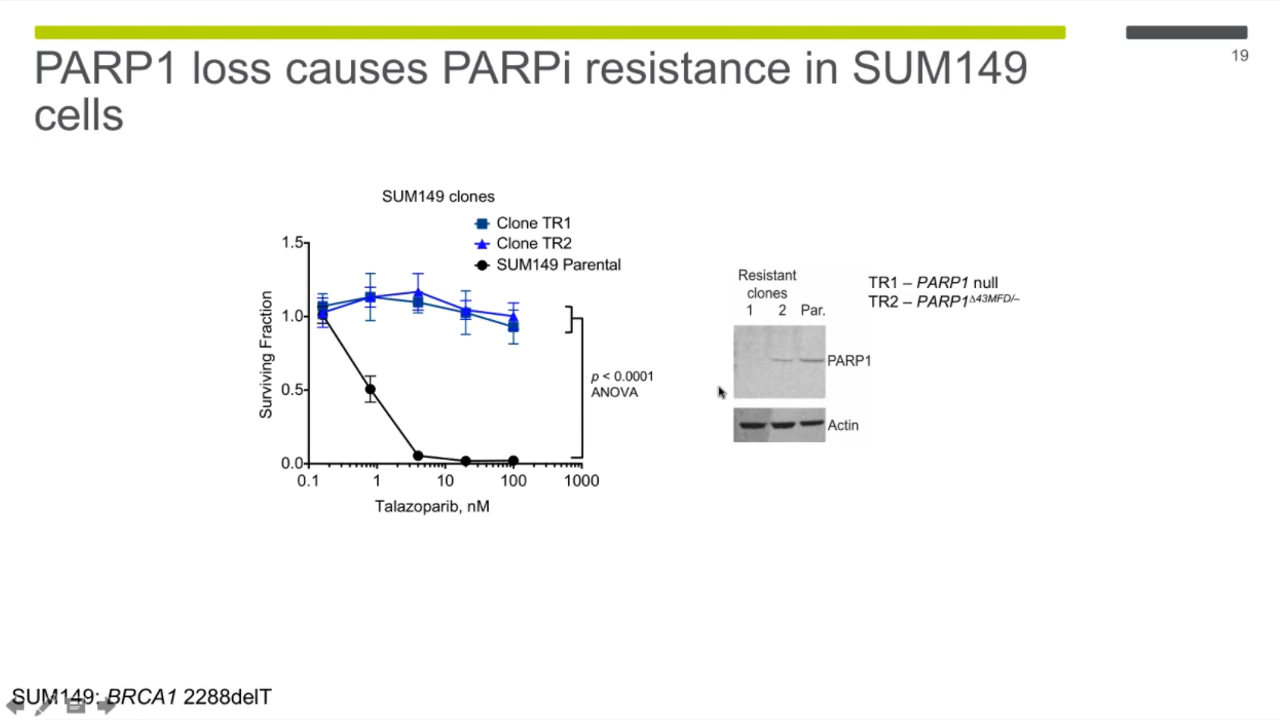 19
PARP1 loss causes PARPi resistance in SUM149
cells
SUM149 clones
Clone TR1
Clone TR2
SUM149 Parental
1.5
1.0
0.5
0.0
Surviving Fraction
0.1 1 10 100 1000
Talazoparib, nM
p < 0.0001
ANOVA
Resistant
clones
1 2 Par.
PARP1
Actin
TR1 – PARP1 null
TR2 – PARP1Δ43MFD/–
SUM149: BRCA1 2288delT